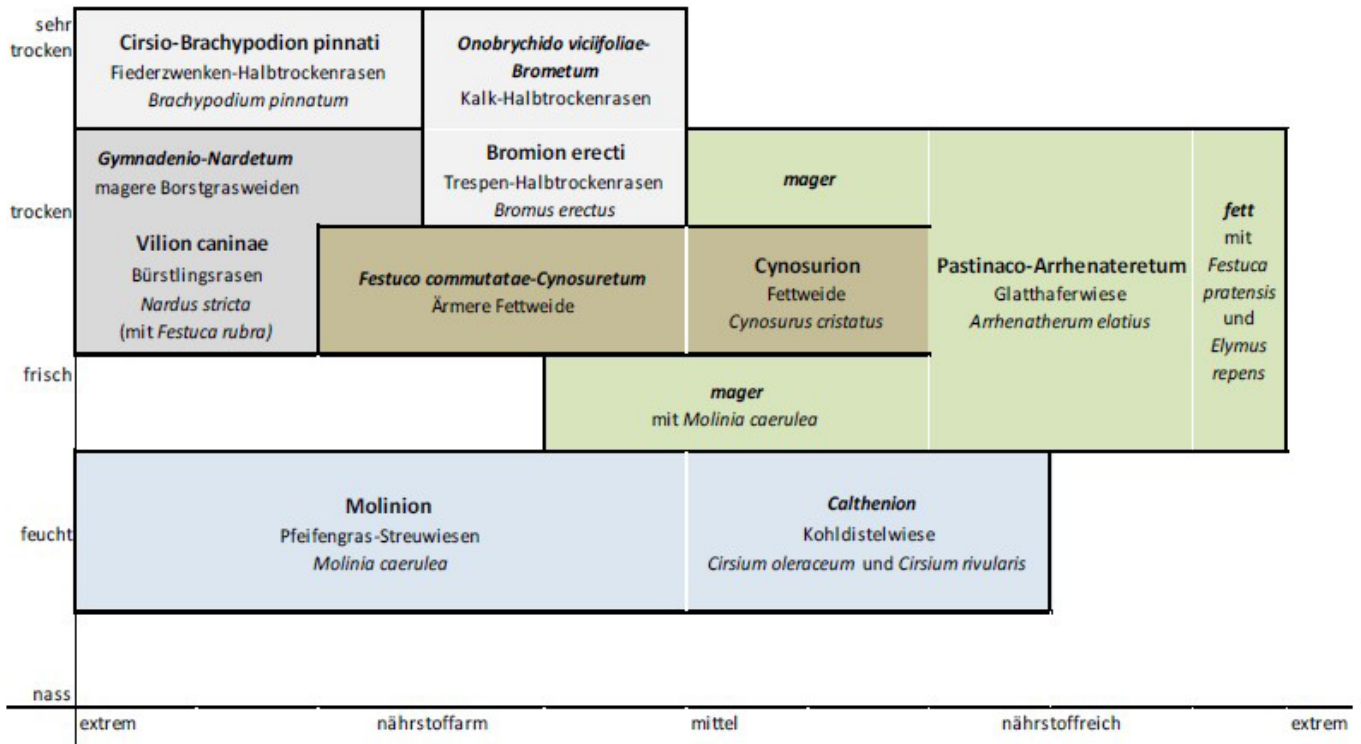 sehr
trocken
Cirsio-Brachypodion pinnati
Fiederzwenken-Halbtrockenrasen
Brachypodium pinnatum
Onobrychido viciifoliae-
Brometum
Kalk-Halbtrockenrasen
Gymnadenio-Nardetum
magere Borstgrasweiden
Bromion erecti
Trespen-Halbtrockenrasen
Bromus erectus
mager
trocken
Vilion caninae
Bürstlingsrasen
Nardus stricta
(mit Festuca rubra)
Festuco commutatae-Cynosuretum
Ärmere Fettweide
Cynosurion
Fettweide
Cynosurus cristatus
Pastinaco-Arrhenateretum
Glatthaferwiese
Arrhenatherum elatius
fett
mit
Festuca
pratensis
und
Elymus
repens
frisch
mager
mit Molinia caerulea
feucht
Molinion
Pfeifengras-Streuwiesen
Molinia caerulea
Calthenion
Kohldistelwiese
Cirsium oleraceum und Cirsium rivularis
nass
extrem nährstoffarm mittel nährstoffreich extrem